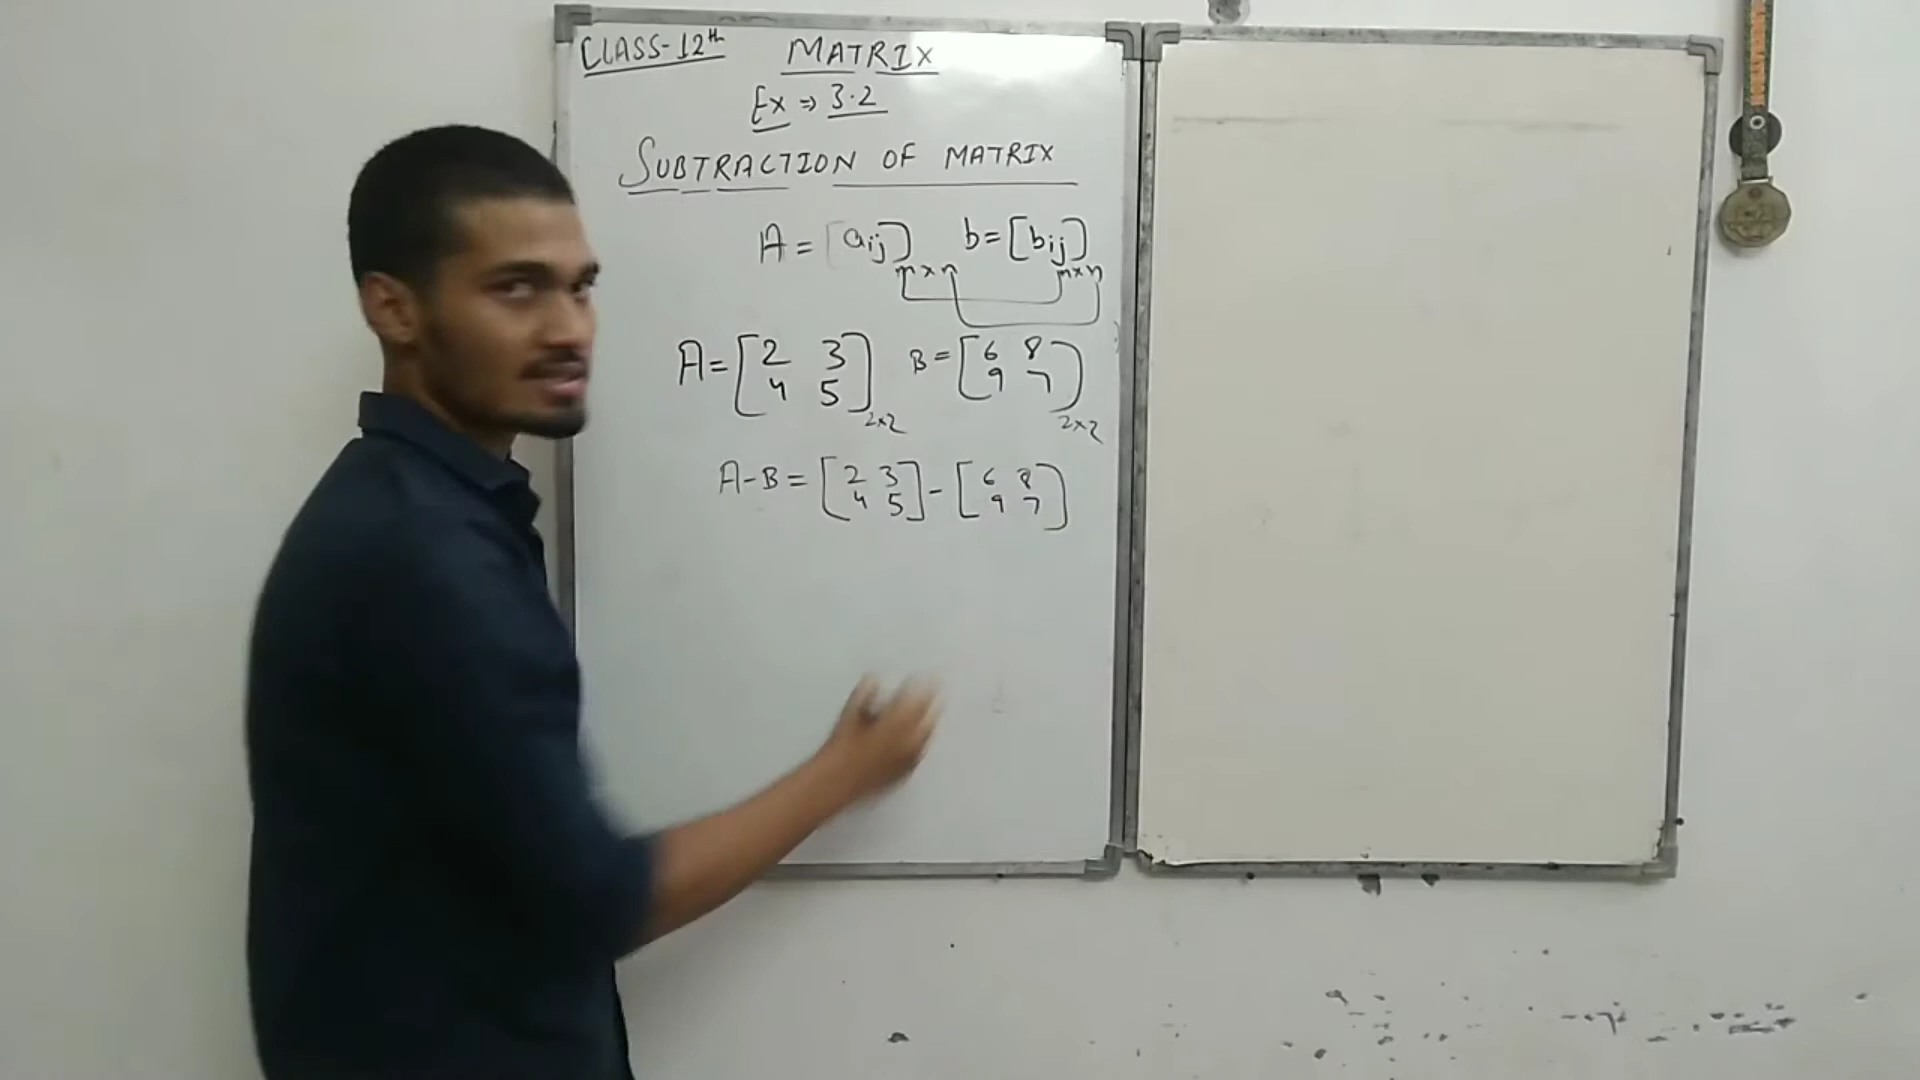 CLASS-12th MATRIX
Ex ⇒ 3.2
SUBTRACTION OF MATRIX
A = [aij]m×n b = [bij]m×n
A = [2 3 B = [6 8
4 5]2×2 9 7]2×2
A-B = [2 3 - [6 8
4 5] 9 7]